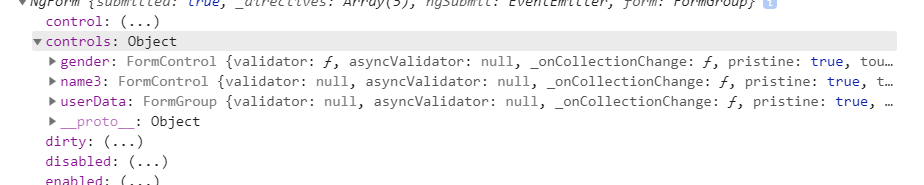 NgForm {submitted: true, _directives: Array(5), ngSubmit: EventEmitter, form: FormGroup}
control: (...)
▼controls: Object
▶gender: FormControl {validator: ƒ, asyncValidator: null, _onCollectionChange: ƒ, pristine: true, tou…
▶name3: FormControl {validator: null, asyncValidator: null, _onCollectionChange: ƒ, pristine: true, t…
▶userData: FormGroup {validator: null, asyncValidator: null, _onCollectionChange: ƒ, pristine: true, …
▶__proto__: Object
dirty: (...)
disabled: (...)
enabled: (...)